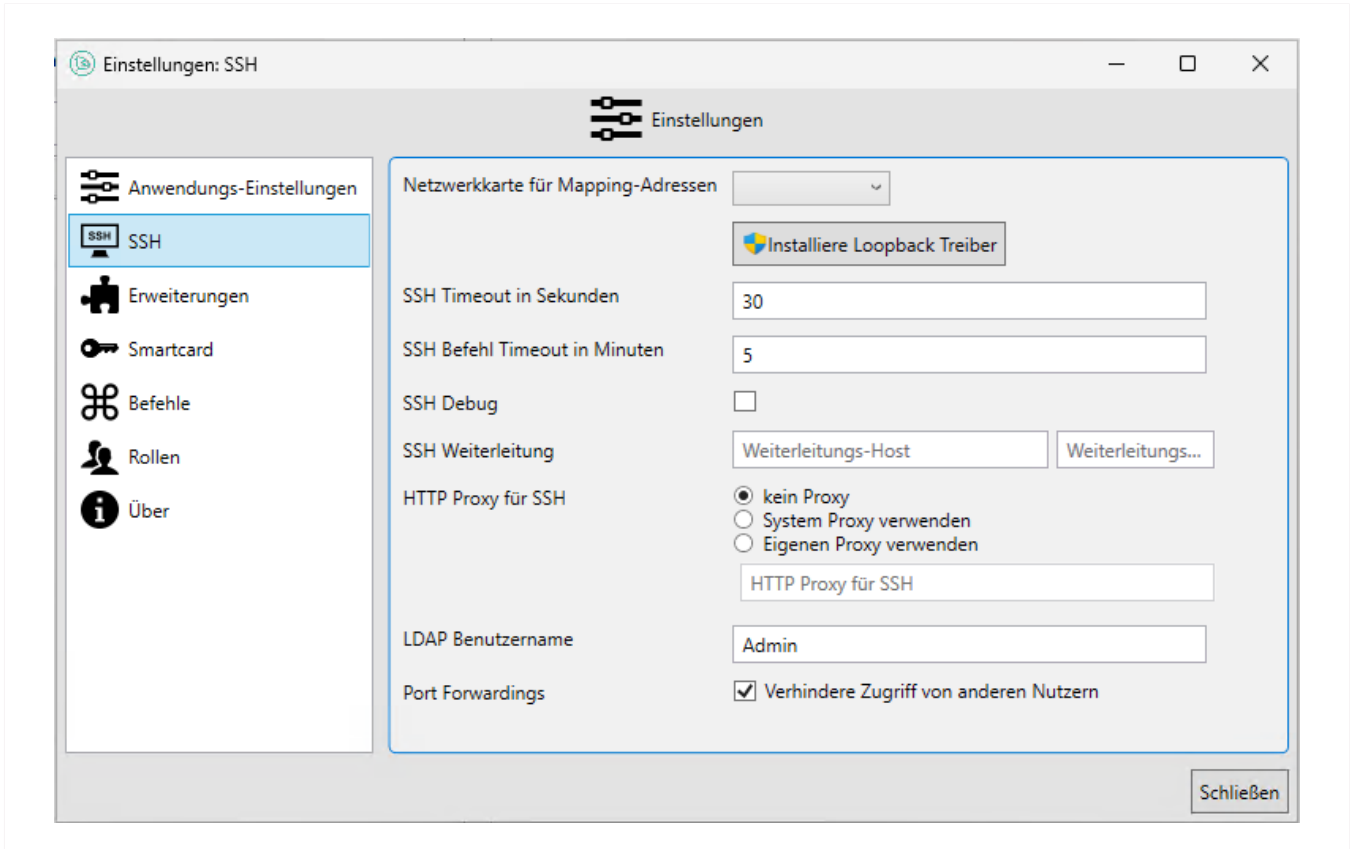 Einstellungen: SSH
Einstellungen
Anwendungs-Einstellungen
SSH
SSH
Erweiterungen
Smartcard
Befehle
Rollen
Über
Netzwerkkarte für Mapping-Adressen
Installiere Loopback Treiber
SSH Timeout in Sekunden 30
SSH Befehl Timeout in Minuten 5
SSH Debug
SSH Weiterleitung Weiterleitungs-Host Weiterleitungs...
HTTP Proxy für SSH kein Proxy
System Proxy verwenden
Eigenen Proxy verwenden
HTTP Proxy für SSH
LDAP Benutzername Admin
Port Forwardings Verhindere Zugriff von anderen Nutzern
Schließen